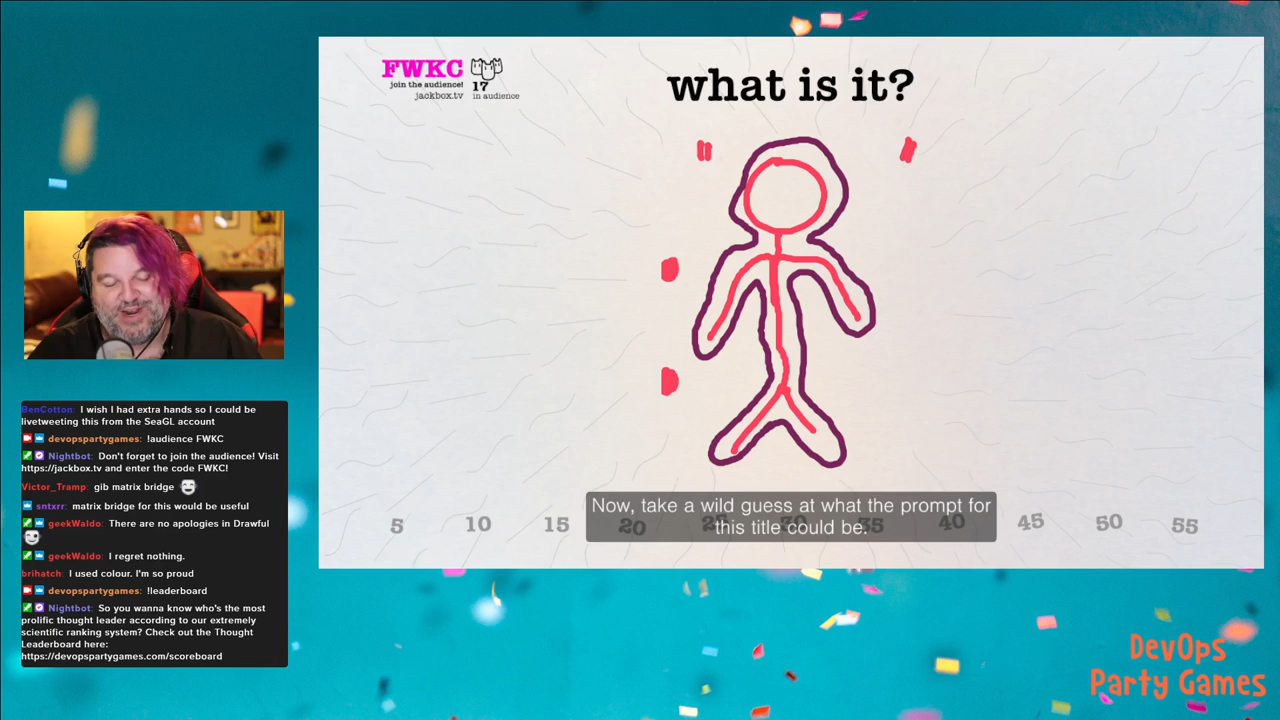 FWKC
join the audience!
jackbox.tv
17
in audience
what is it?
BenCotton: I wish I had extra hands so I could be
livetweeting this from the SeaGL account
devopspartygames: !audience FWKC
Nightbot: Don't forget to join the audience! Visit
https://jackbox.tv and enter the code FWKC!
Victor_Tramp: gib matrix bridge
sntxrr: matrix bridge for this would be useful
geekWaldo: There are no apologies in Drawful
geekWaldo: I regret nothing.
brihatch: I used colour. I'm so proud
devopspartygames: !leaderboard
Nightbot: So you wanna know who's the most
prolific thought leader according to our extremely
scientific ranking system? Check out the Thought
Leaderboard here:
https://devopspartygames.com/scoreboard
Now, take a wild guess at what the prompt for
this title could be.
5 10 15 20 25 30 35 40 45 50 55
DevOps
Party Games